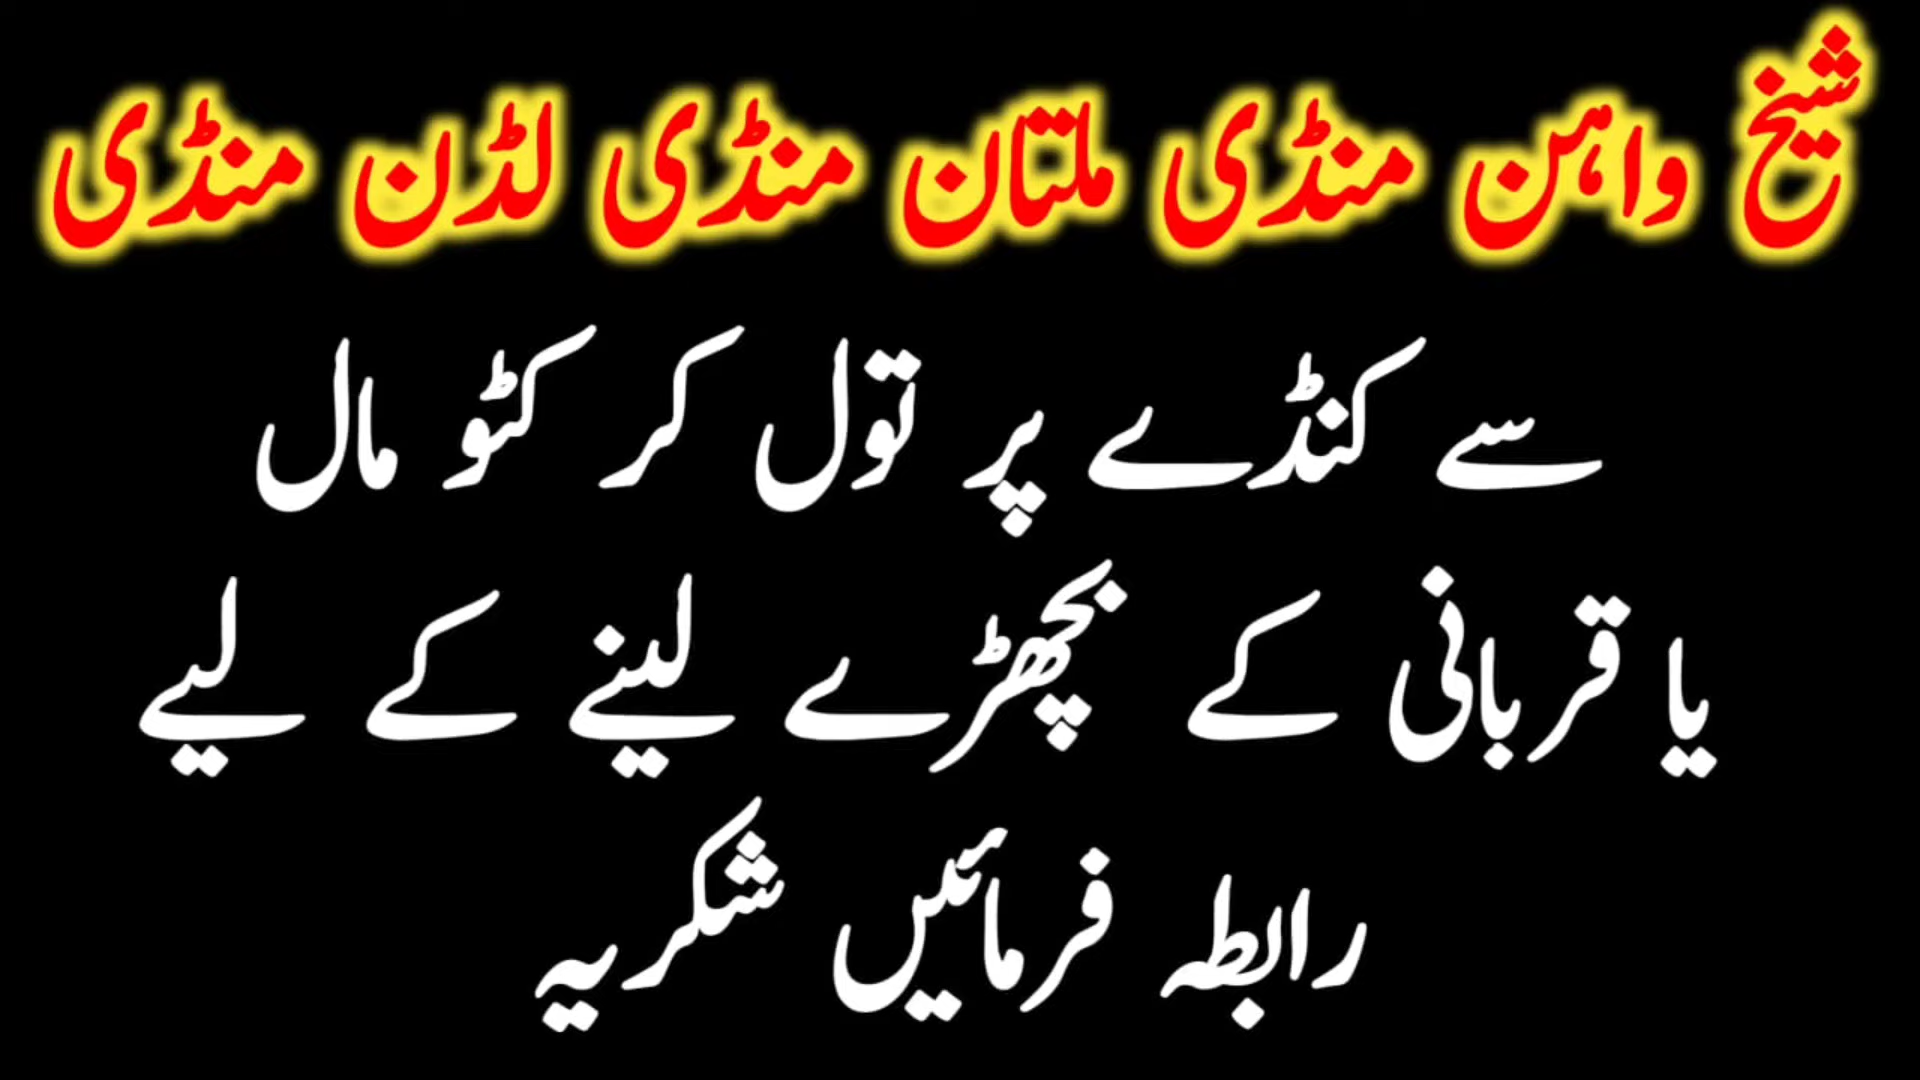 شیخ واہن منڈی ملتان منڈی لڈن منڈی
سے کنڈے پر تول کر کٹو مال
یا قربانی کے بچھڑے لینے کے لیے
رابطہ فرمائیں شکریہ